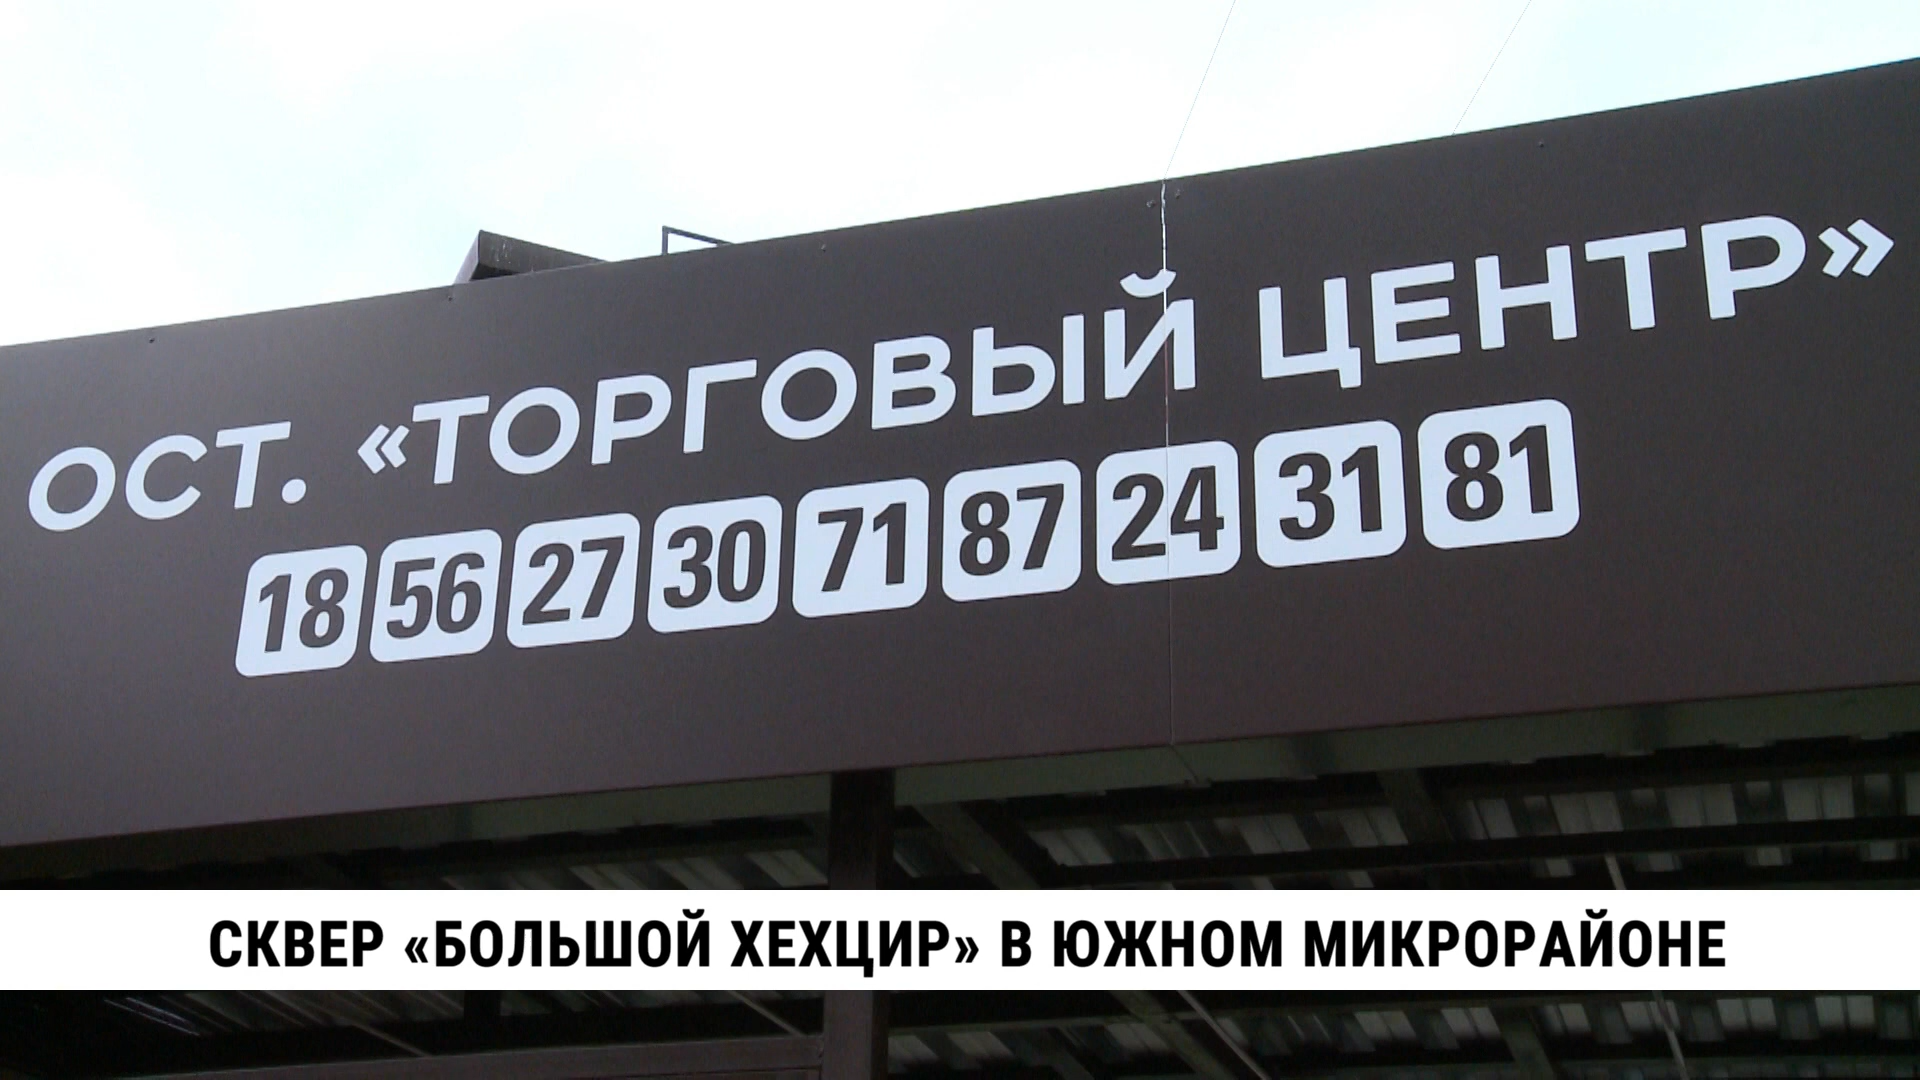 ОСТ. «ТОРГОВЫЙ ЦЕНТР»
18 56 27 30 71 87 24 31 81
СКВЕР «БОЛЬШОЙ ХЕХЦИР» В ЮЖНОМ МИКРОРАЙОНЕ